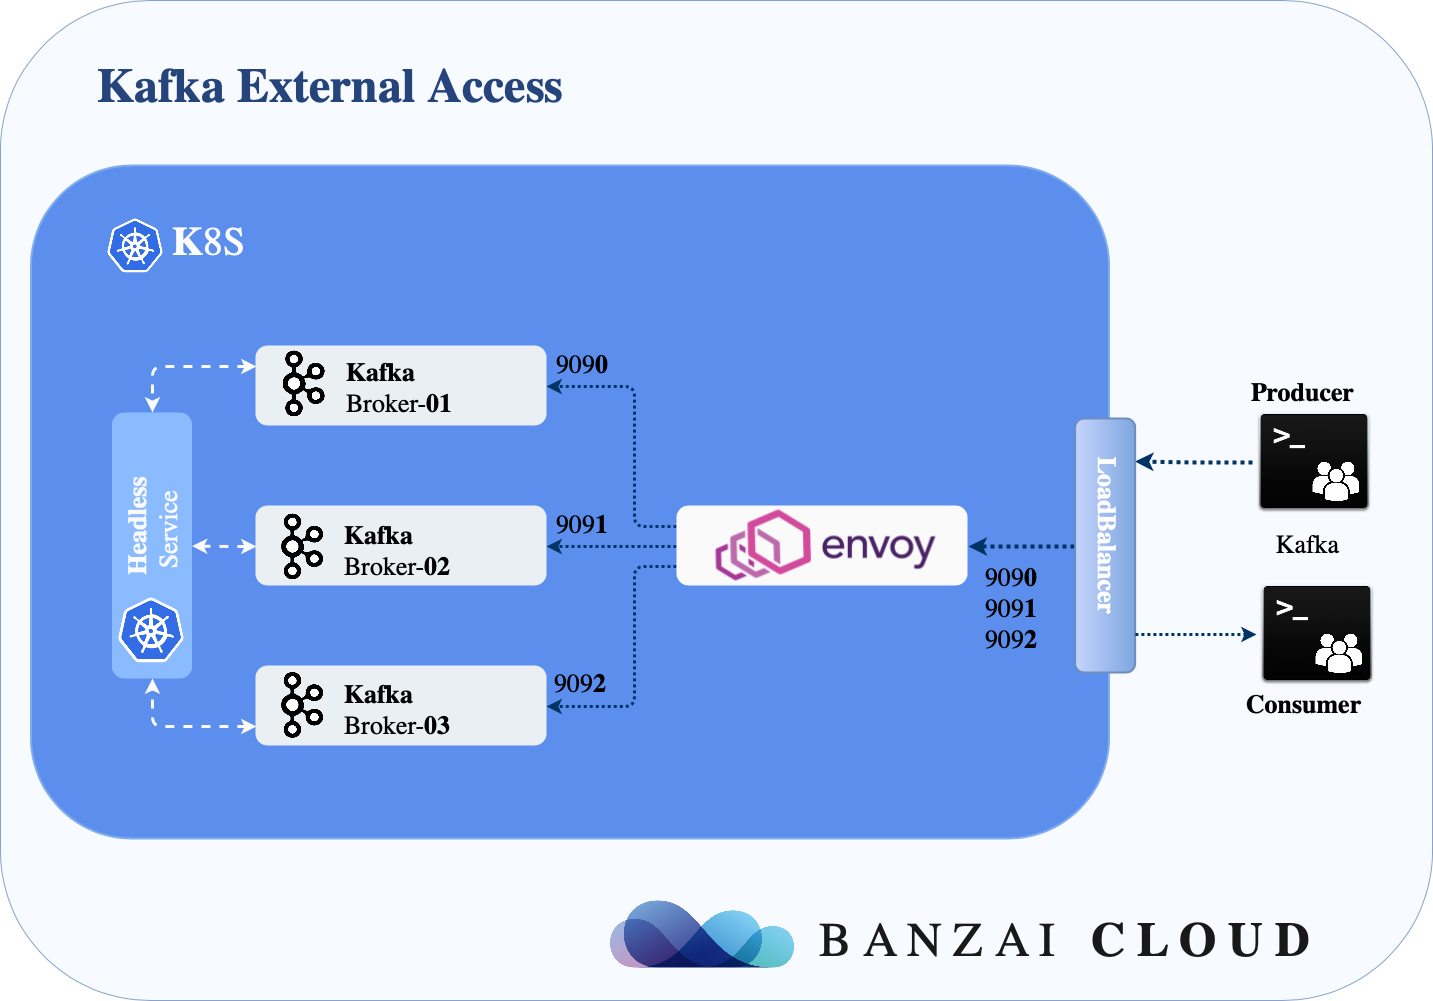 Kafka External Access
K8S
Headless
Service
Kafka
Broker-01
9090
Kafka
Broker-02
9091
Kafka
Broker-03
9092
envoy
9090
9091
9092
LoadBalancer
Producer
>_
Kafka
>_
Consumer
BANZAI CLOUD